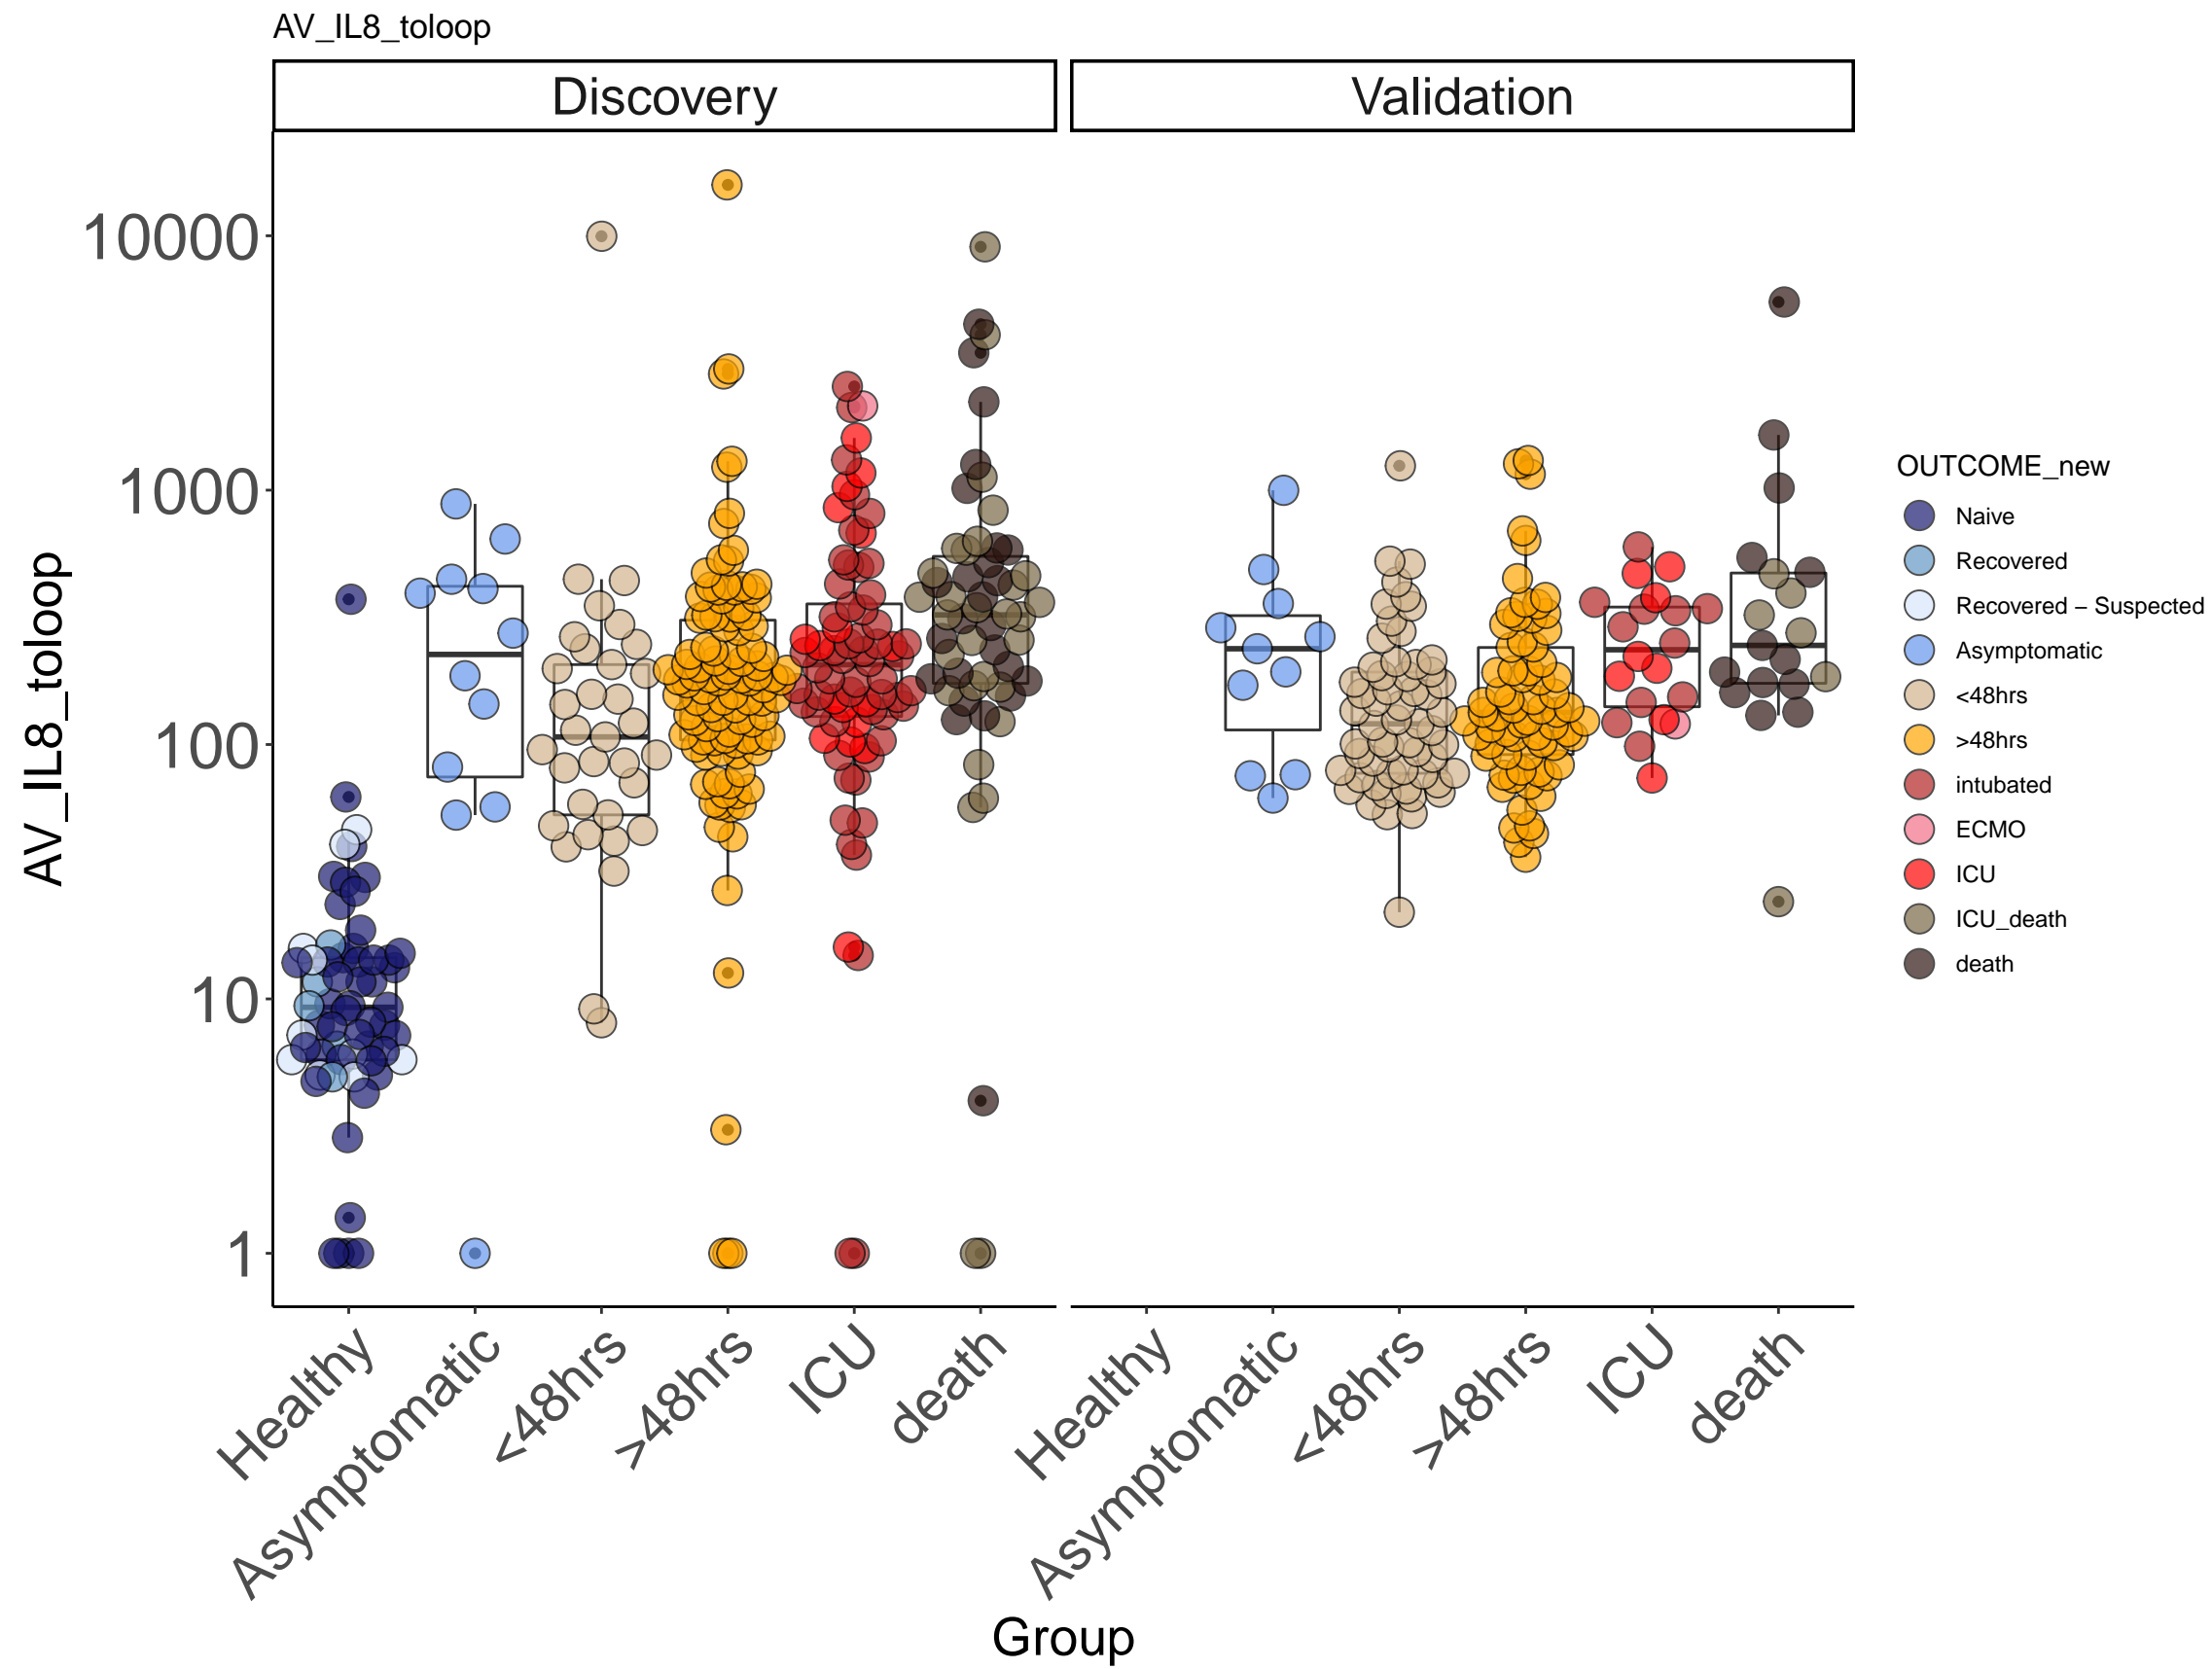 AV_IL8_toloop
Discovery
Validation
AV_IL8_toloop
10000
1000
100
10
1
Healthy
Asymptomatic
<48hrs
>48hrs
ICU
death
Healthy
Asymptomatic
<48hrs
>48hrs
ICU
death
Group
OUTCOME_new
Naive
Recovered
Recovered − Suspected
Asymptomatic
<48hrs
>48hrs
intubated
ECMO
ICU
ICU_death
death